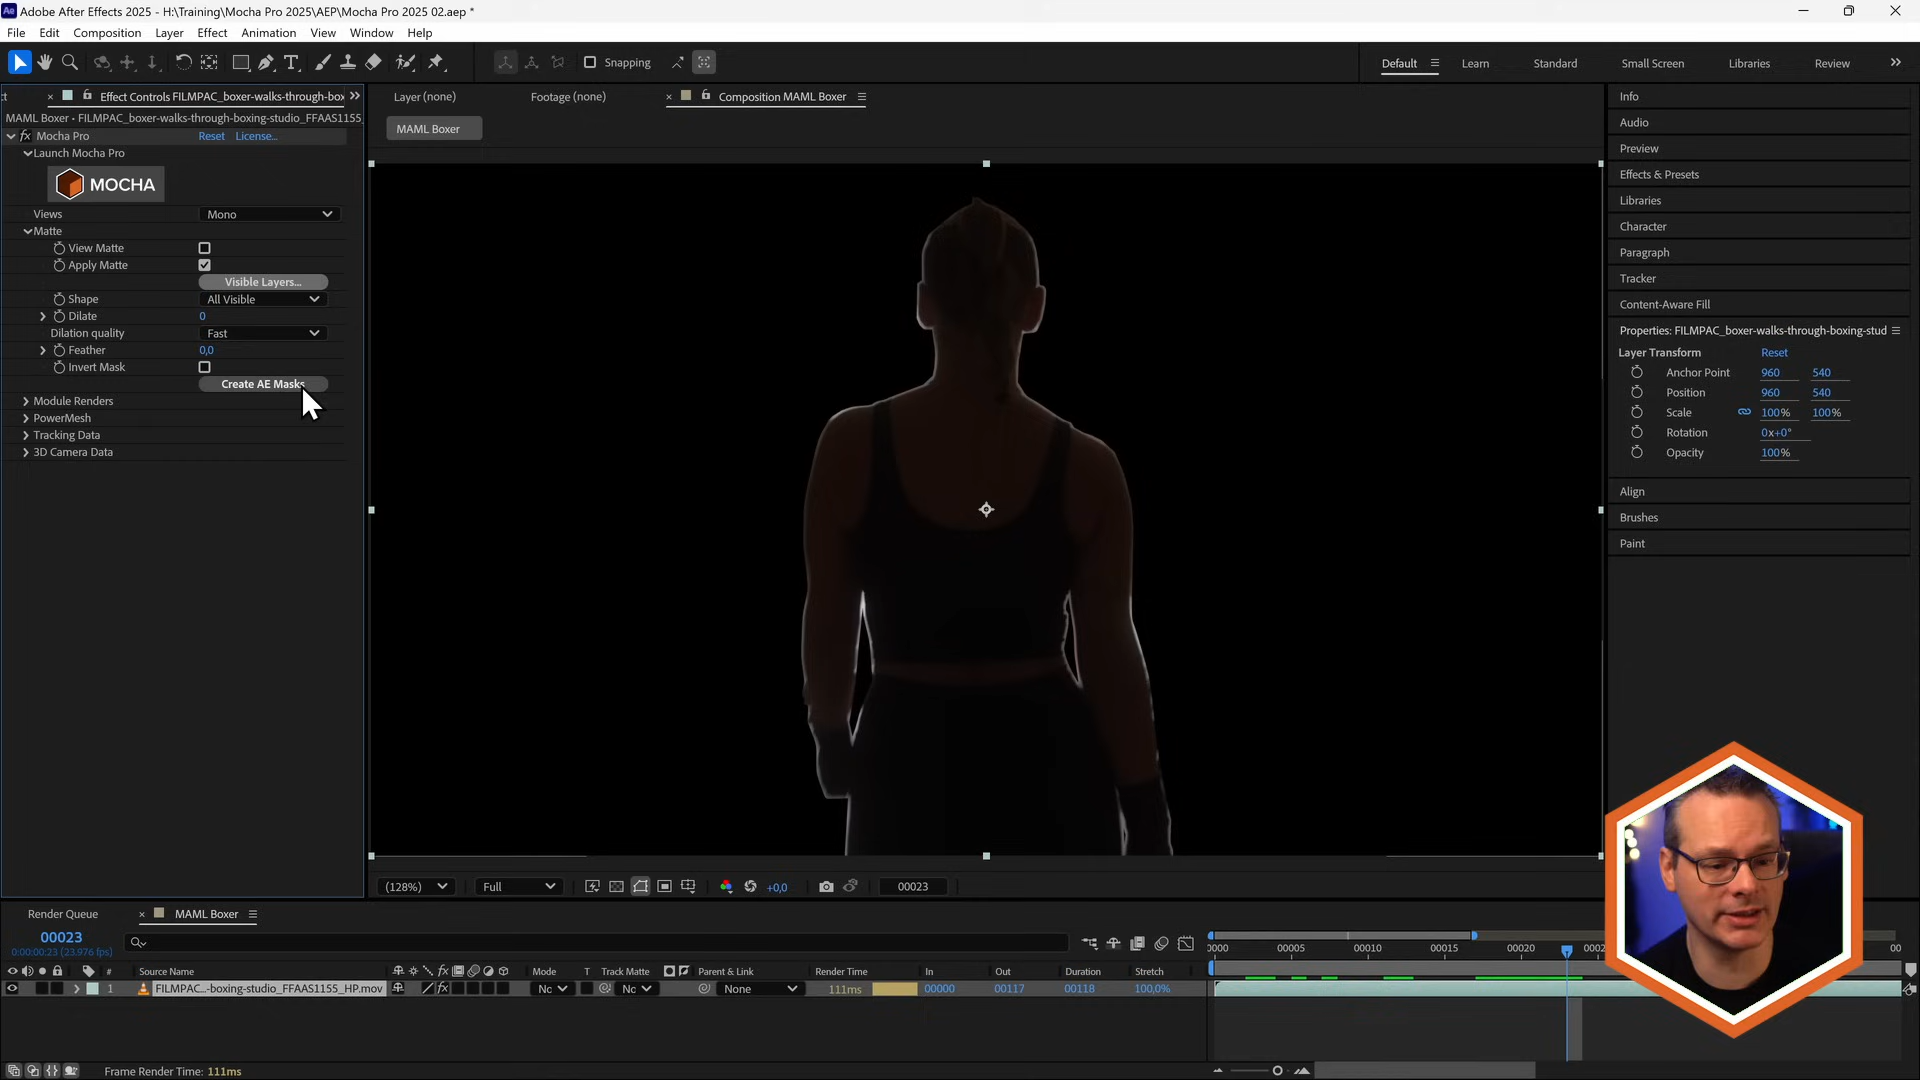 Adobe After Effects 2025 - H:\Training\Mocha Pro 2025\AEP\Mocha Pro 2025 02.aep *
File Edit Composition Layer Effect Animation View Window Help
Snapping
Default Learn Standard Small Screen Libraries Review
Effect Controls FILMPAC_boxer-walks-through-box
Layer (none) Footage (none) Composition MAML Boxer
MAML Boxer • FILMPAC_boxer-walks-through-boxing-studio_FFAAS1155_
MAML Boxer
Mocha Pro Reset License...
Launch Mocha Pro
MOCHA
Views Mono
Matte
View Matte
Apply Matte
Visible Layers...
Shape All Visible
Dilate 0
Dilation quality Fast
Feather 0,0
Invert Mask
Create AE Masks
Module Renders
PowerMesh
Tracking Data
3D Camera Data
Info
Audio
Preview
Effects & Presets
Libraries
Character
Paragraph
Tracker
Content-Aware Fill
Properties: FILMPAC_boxer-walks-through-boxing-stud
Layer Transform Reset
Anchor Point 960 540
Position 960 540
Scale 100% 100%
Rotation 0x+0°
Opacity 100%
Align
Brushes
Paint
(128%) Full +0,0 00023
Render Queue MAML Boxer
00023
0:00:00:23 (23.976 fps)
0000 00005 00010 00015 00020 0002 00
# Source Name Mode T Track Matte Parent & Link Render Time In Out Duration Stretch
1 FILMPAC...-boxing-studio_FFAAS1155_HP.mov Nc Nc None 111ms 00000 00117 00118 100,0%
Frame Render Time: 111ms